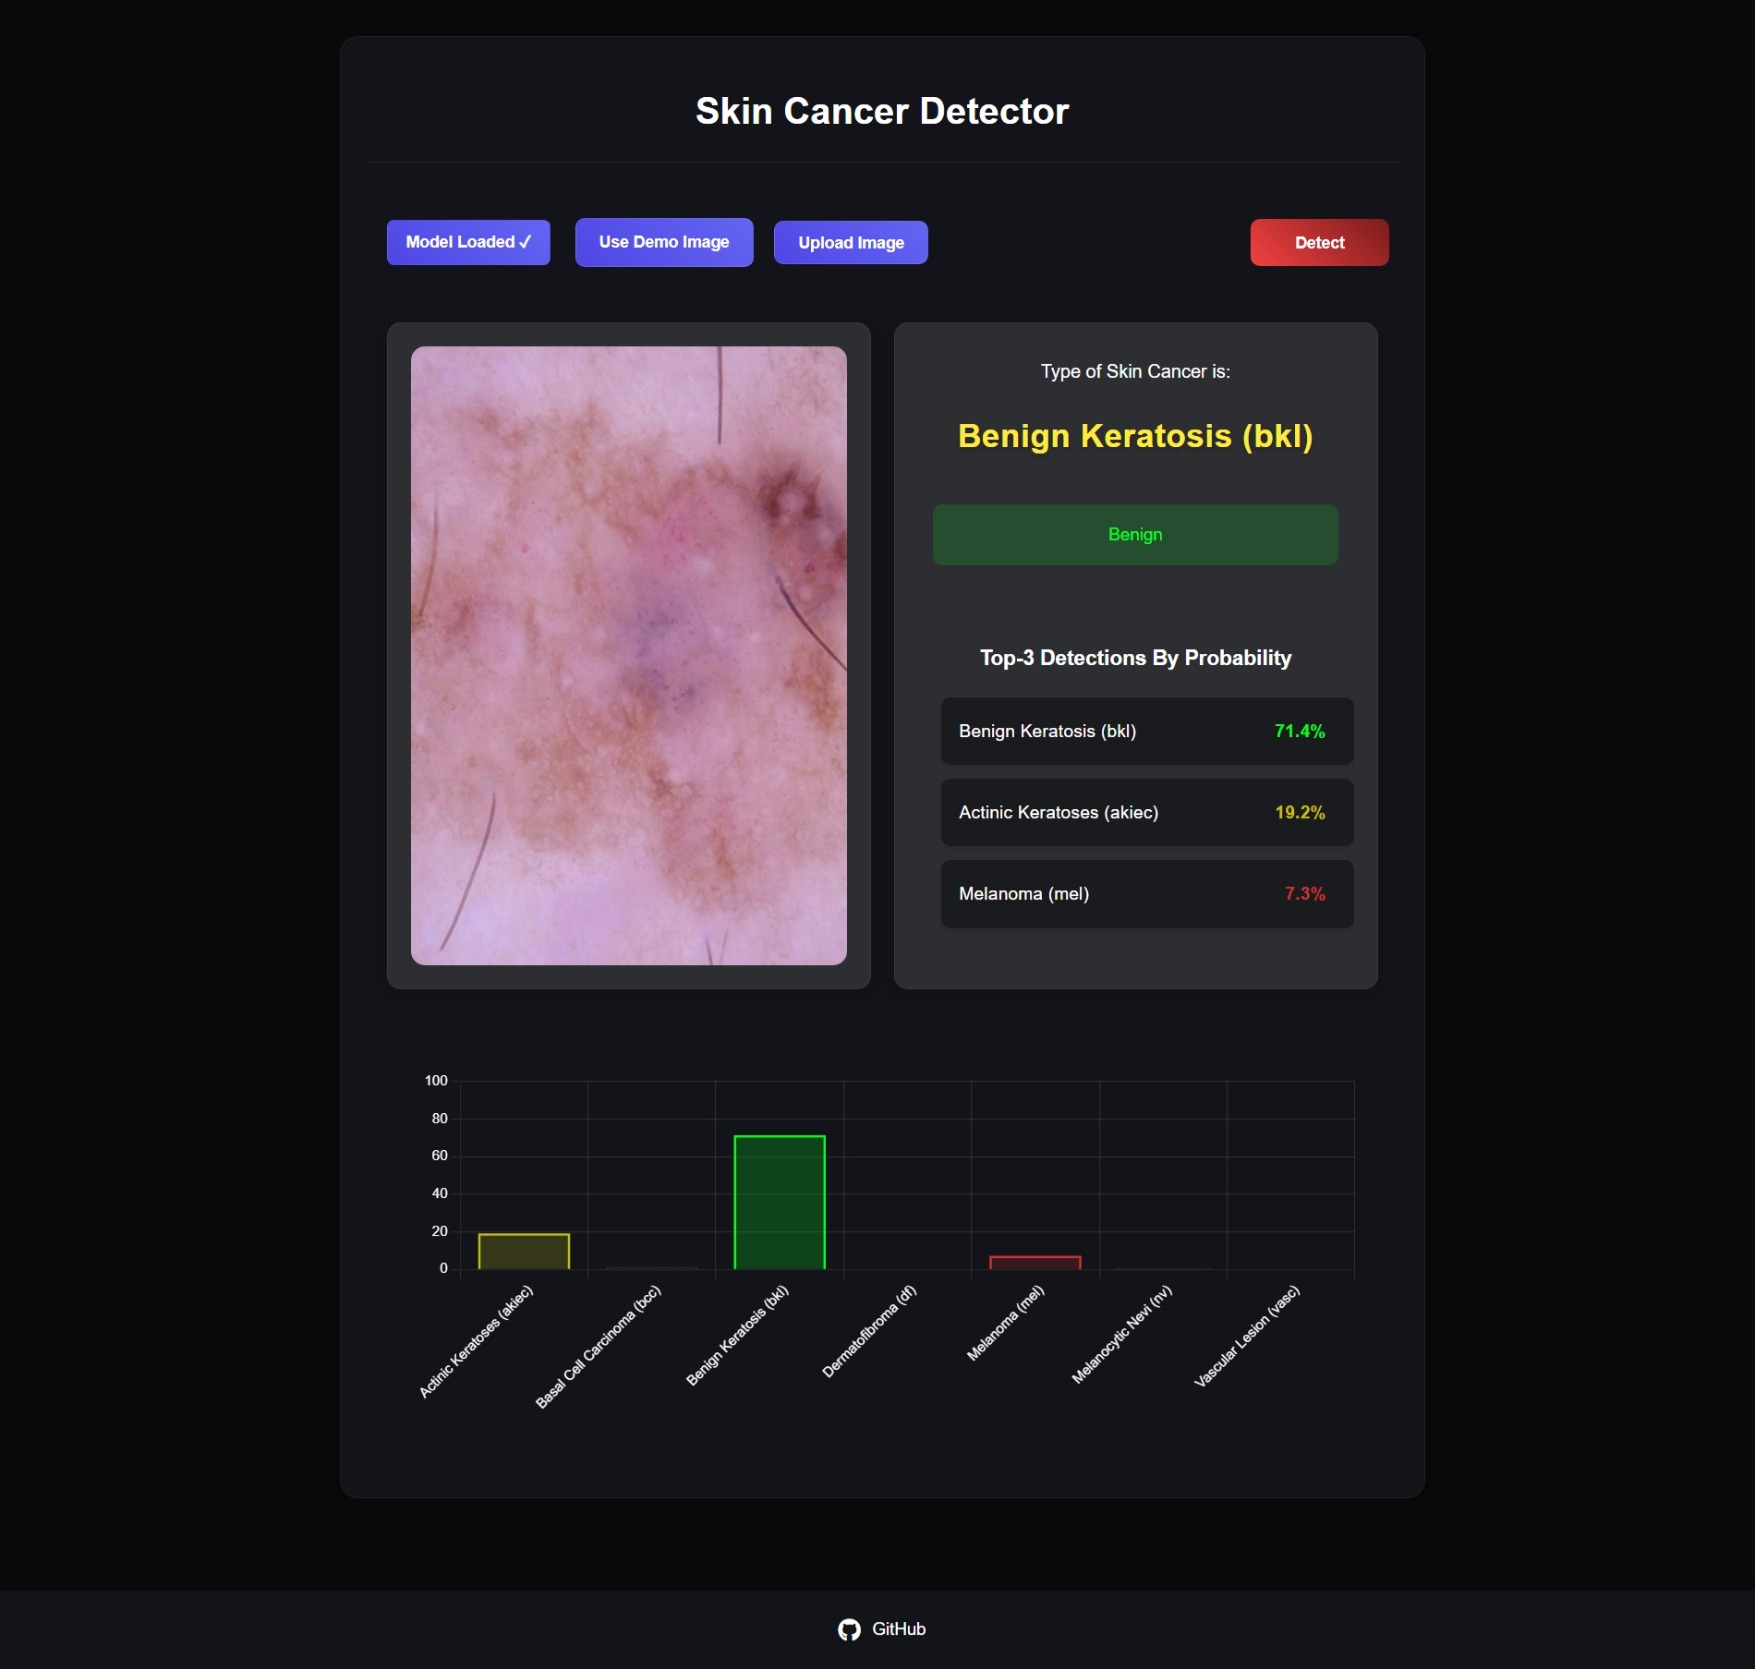 Skin Cancer Detector
Model Loaded ✓
Use Demo Image
Upload Image
Detect
Type of Skin Cancer is:
Benign Keratosis (bkl)
Benign
Top-3 Detections By Probability
Benign Keratosis (bkl) 71.4%
Actinic Keratoses (akiec) 19.2%
Melanoma (mel) 7.3%
100
80
60
40
20
0
Actinic Keratoses (akiec)
Basal Cell Carcinoma (bcc)
Benign Keratosis (bkl)
Dermatofibroma (df)
Melanoma (mel)
Melanocytic Nevi (nv)
Vascular Lesion (vasc)
GitHub